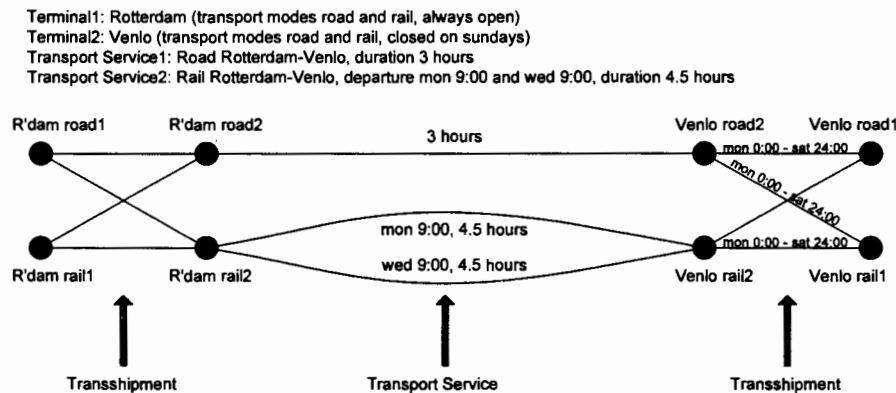 Terminal1: Rotterdam (transport modes road and rail, always open)
Terminal2: Venlo (transport modes road and rail, closed on sundays)
Transport Service1: Road Rotterdam-Venlo, duration 3 hours
Transport Service2: Rail Rotterdam-Venlo, departure mon 9:00 and wed 9:00, duration 4.5 hours
R'dam road1 R'dam road2 Venlo road2 Venlo road1
3 hours
mon 0:00 - sat 24:00
mon 0:00 - sat 24:00
mon 9:00, 4.5 hours
mon 0:00 - sat 24:00
wed 9:00, 4.5 hours
R'dam rail1 R'dam rail2 Venlo rail2 Venlo rail1
Transshipment Transport Service Transshipment